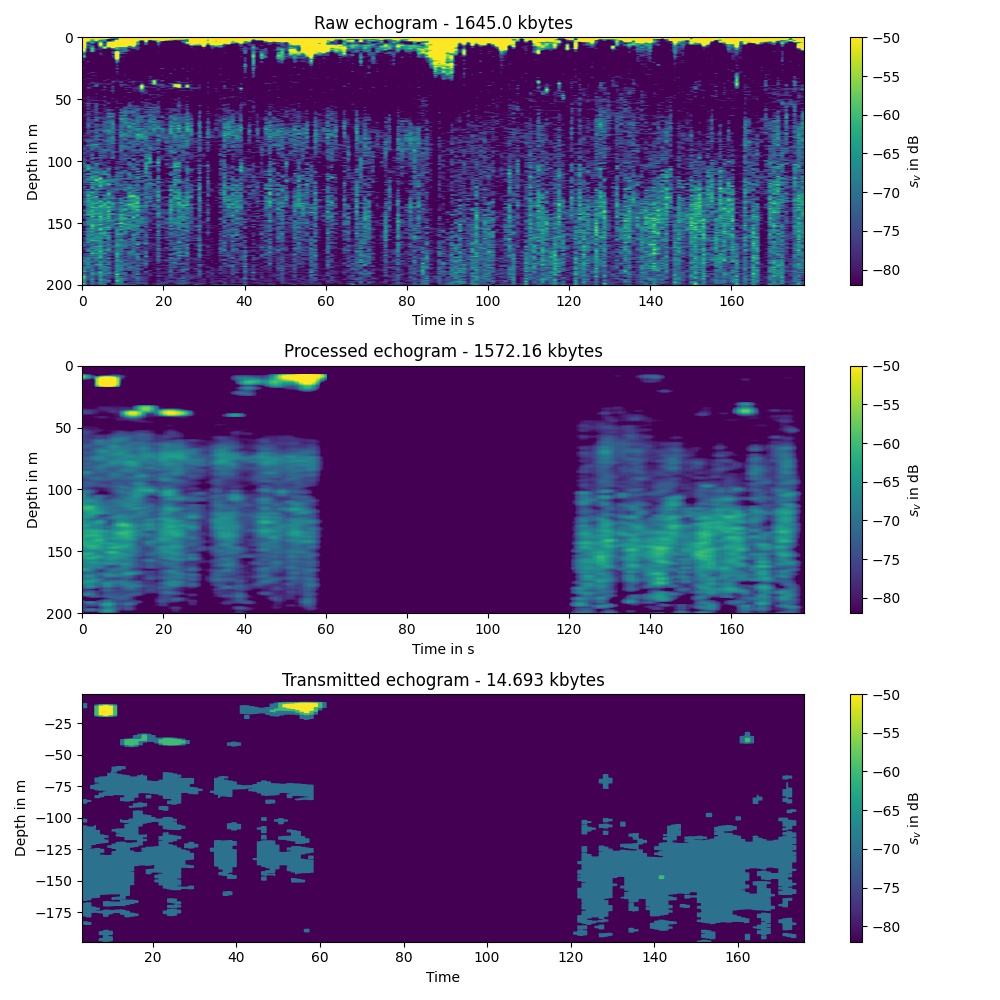 Raw echogram - 1645.0 kbytes
0
50
100
150
200
Depth in m
0 20 40 60 80 100 120 140 160
Time in s
−50
−55
−60
−65
−70
−75
−80
sv in dB
Processed echogram - 1572.16 kbytes
0
50
100
150
200
Depth in m
0 20 40 60 80 100 120 140 160
Time in s
−50
−55
−60
−65
−70
−75
−80
sv in dB
Transmitted echogram - 14.693 kbytes
−25
−50
−75
−100
−125
−150
−175
Depth in m
20 40 60 80 100 120 140 160
Time
−50
−55
−60
−65
−70
−75
−80
sv in dB